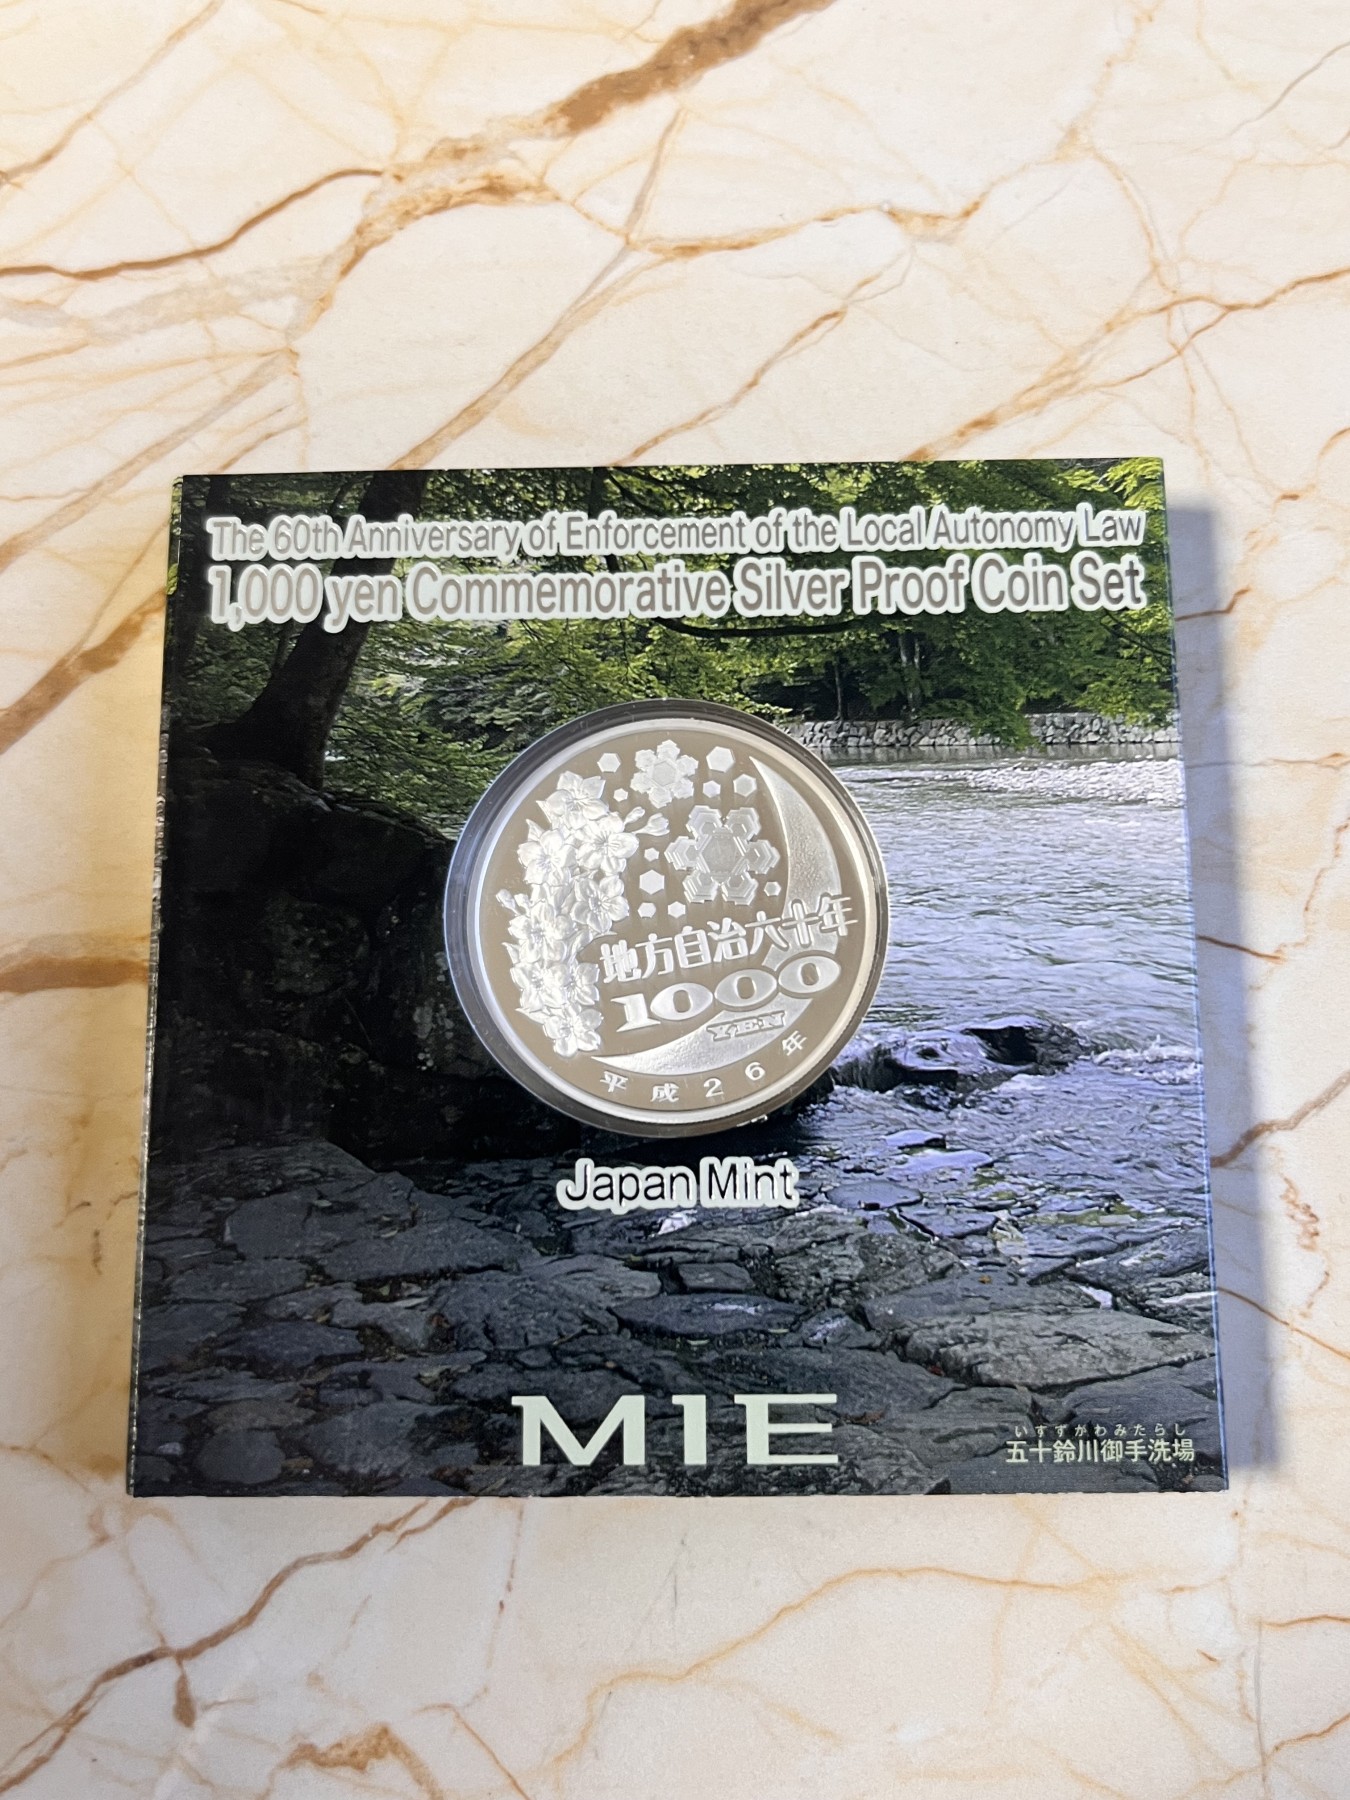 The 60th Anniversary of Enforcement of the Local Autonomy Law
1,000 yen Commemorative Silver Proof Coin Set
地方自治六十年
1000
YEN
平成26年
Japan Mint
MIE
いすずがわみたらし
五十鈴川御手洗場